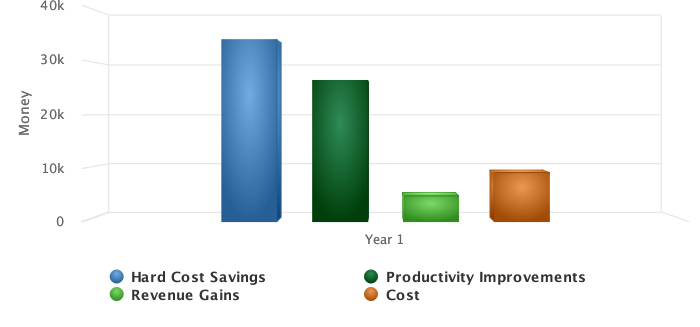 40k
30k
Money
20k
10k
0
Year 1
Hard Cost Savings
Productivity Improvements
Revenue Gains
Cost